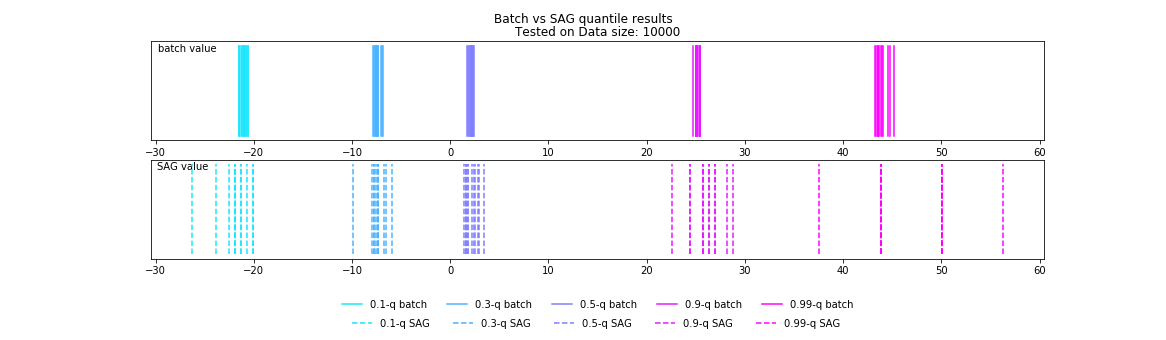 Batch vs SAG quantile results
Tested on Data size: 10000
batch value
−30 −20 −10 0 10 20 30 40 50 60
SAG value
−30 −20 −10 0 10 20 30 40 50 60
0.1-q batch 0.3-q batch 0.5-q batch 0.9-q batch 0.99-q batch
0.1-q SAG 0.3-q SAG 0.5-q SAG 0.9-q SAG 0.99-q SAG